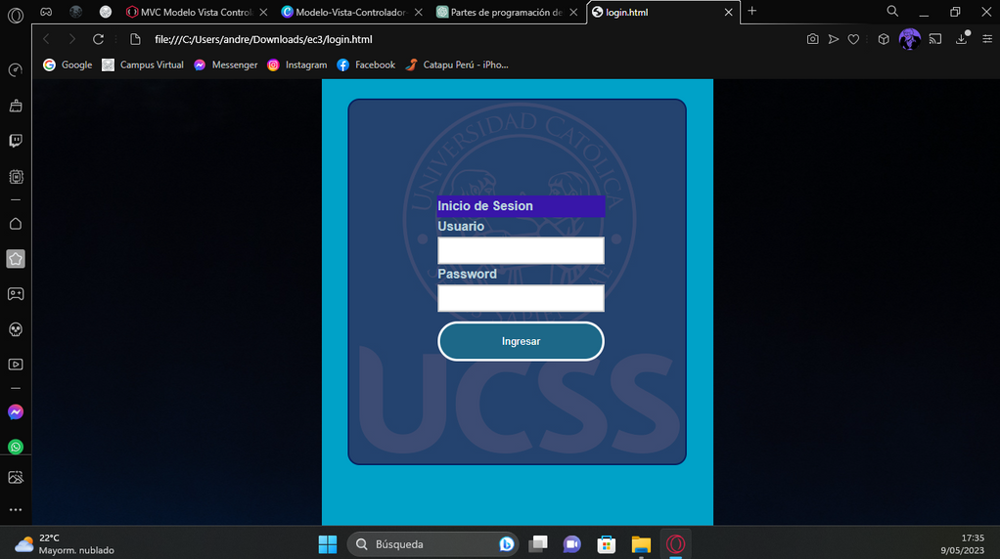 MVC Modelo Vista Control
Modelo-Vista-Controlador-
Partes de programación de
login.html
file:///C:/Users/andre/Downloads/ec3/login.html
Google
Campus Virtual
Messenger
Instagram
Facebook
Catapu Perú - iPho...
UNIVERSIDAD CATOLICA
Inicio de Sesion
Usuario
Password
Ingresar
UCSS
22°C
Mayorm. nublado
Búsqueda
17:35
9/05/2023